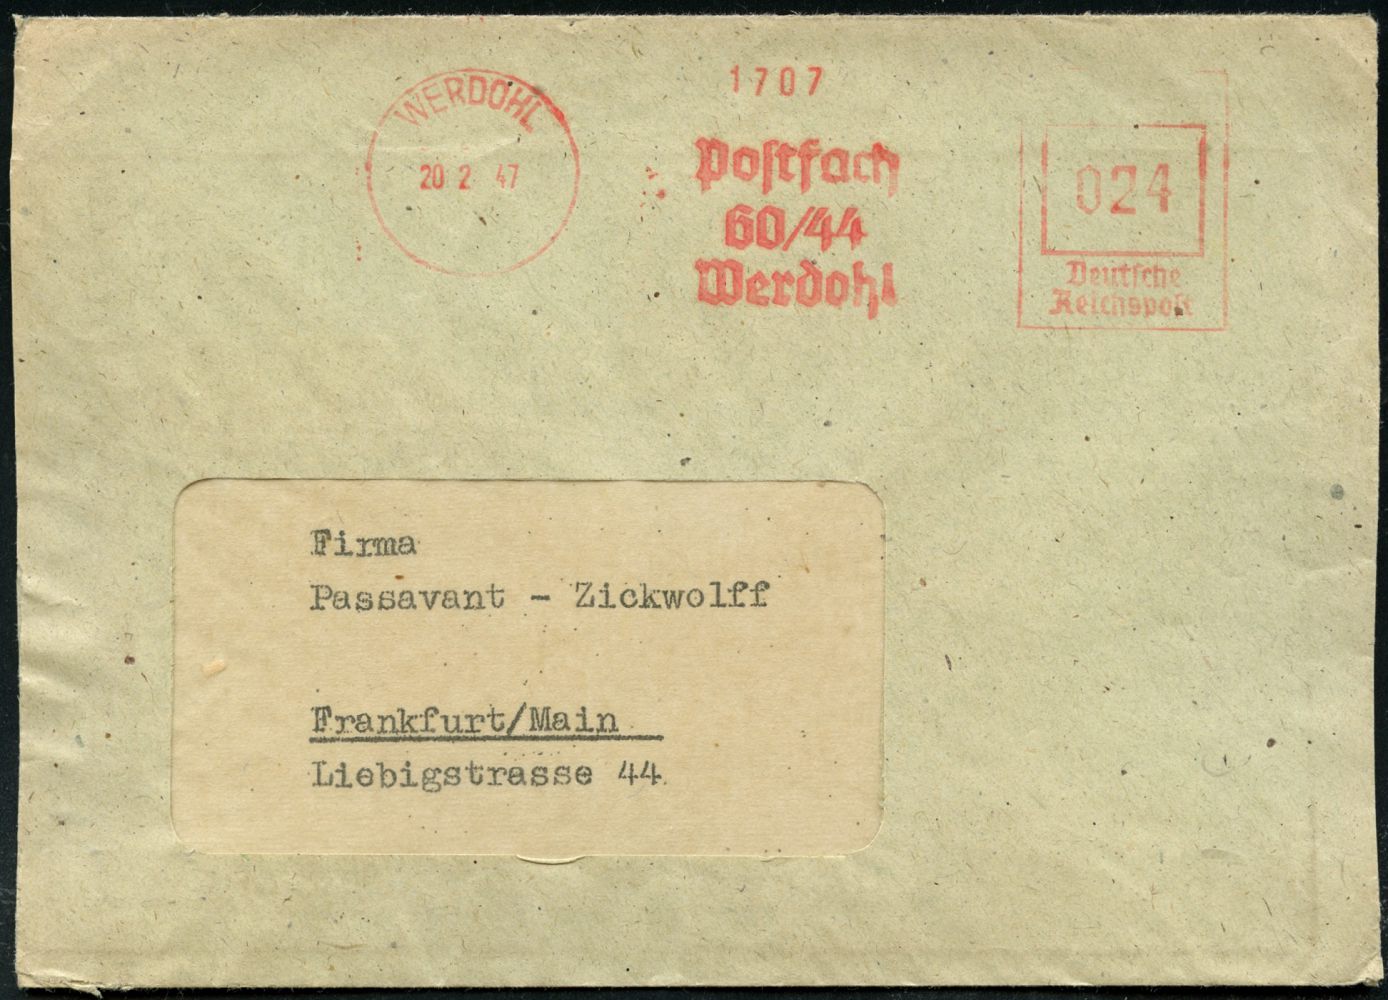 WERDOHL
20 2 47
1707
Postfach
60/44
Werdohl
024
Deutsche
Reichspost
Firma
Passavant - Zickwolff
Frankfurt/Main
Liebigstrasse 44